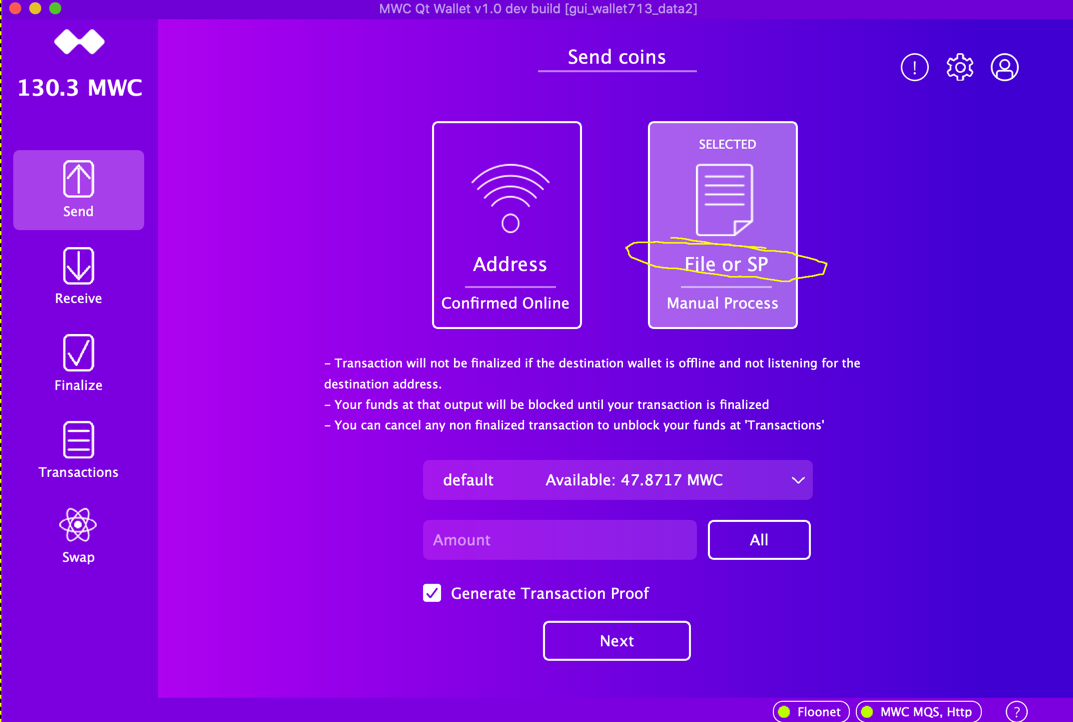 MWC Qt Wallet v1.0 dev build [gui_wallet713_data2]
130.3 MWC
Send
Receive
Finalize
Transactions
Swap
Send coins
!
Address
Confirmed Online
SELECTED
File or SP
Manual Process
– Transaction will not be finalized if the destination wallet is offline and not listening for the
destination address.
– Your funds at that output will be blocked until your transaction is finalized
– You can cancel any non finalized transaction to unblock your funds at 'Transactions'
default Available: 47.8717 MWC
Amount All
Generate Transaction Proof
Next
Floonet MWC MQS, Http ?